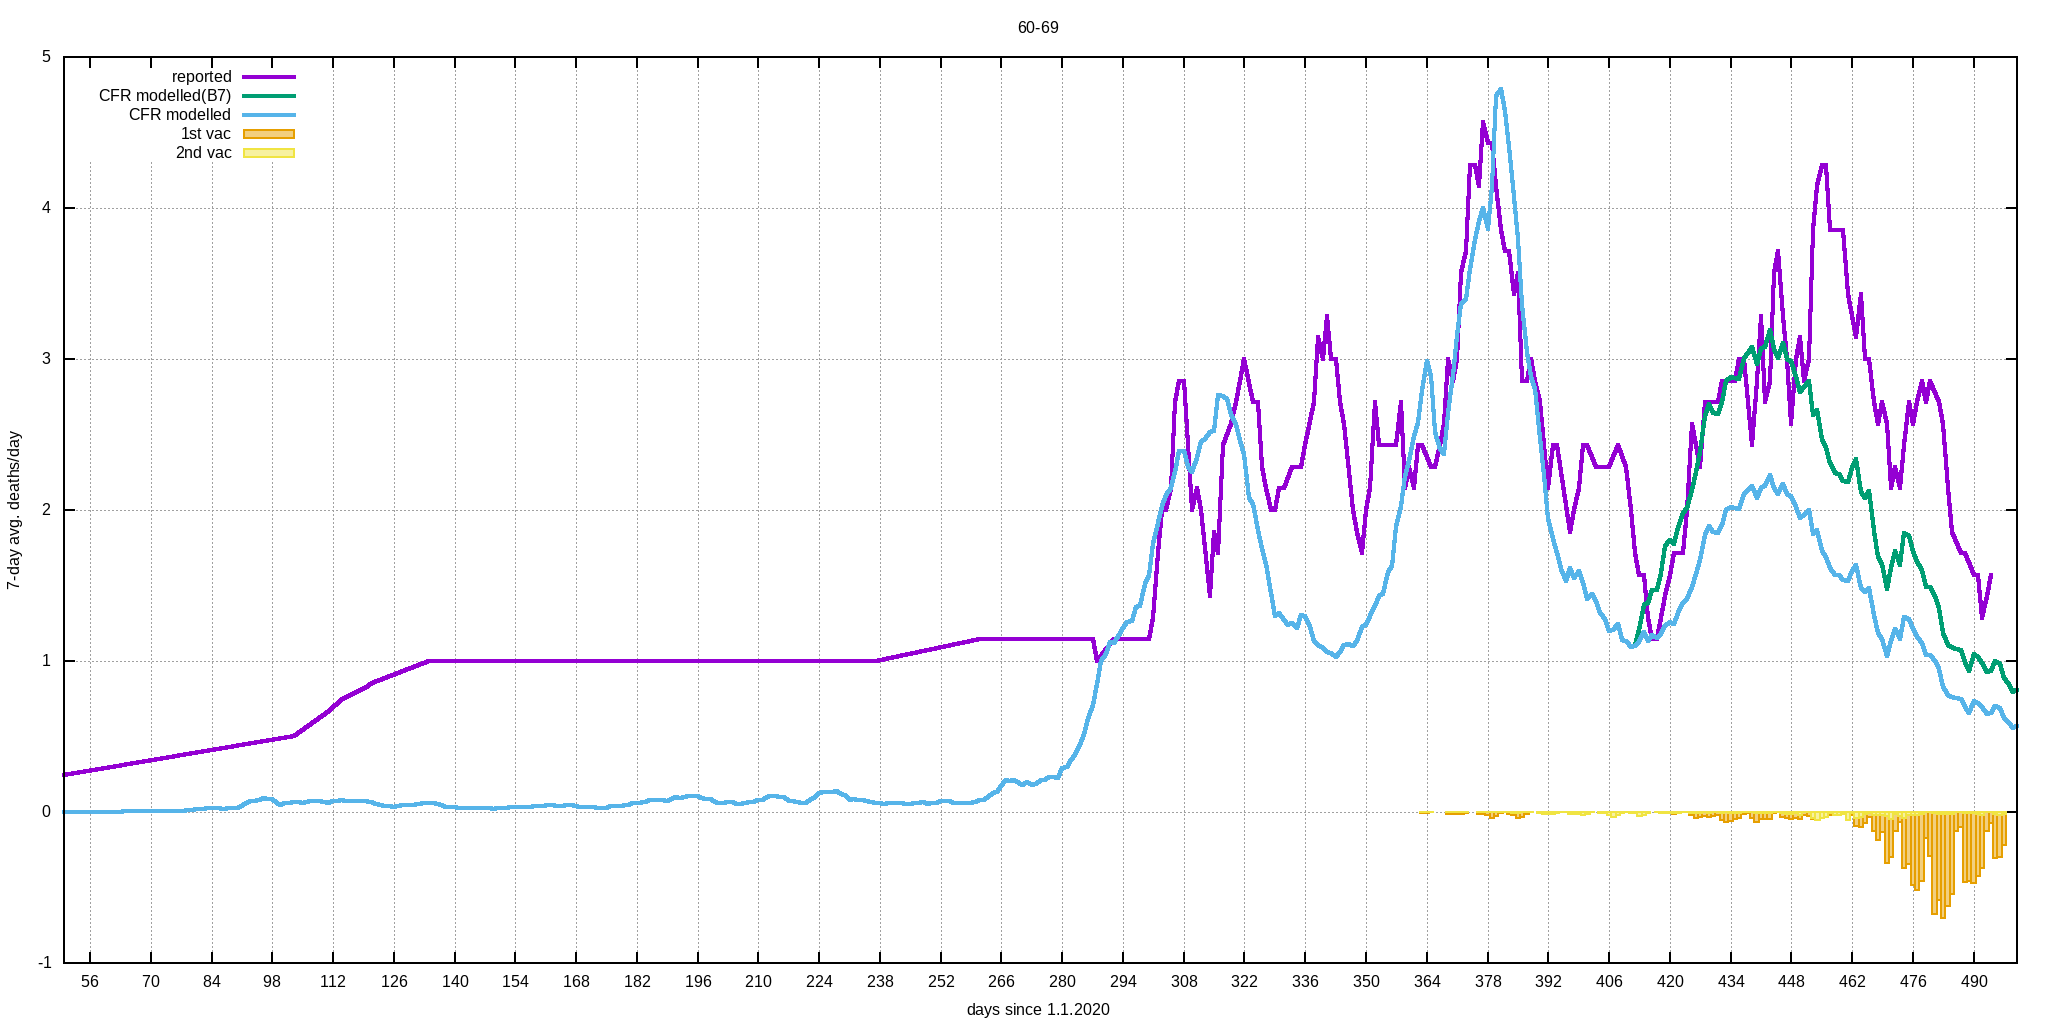 60-69
reported
CFR modelled(B7)
CFR modelled
1st vac
2nd vac
5
4
3
2
1
0
-1
7-day avg. deaths/day
56 70 84 98 112 126 140 154 168 182 196 210 224 238 252 266 280 294 308 322 336 350 364 378 392 406 420 434 448 462 476 490
days since 1.1.2020